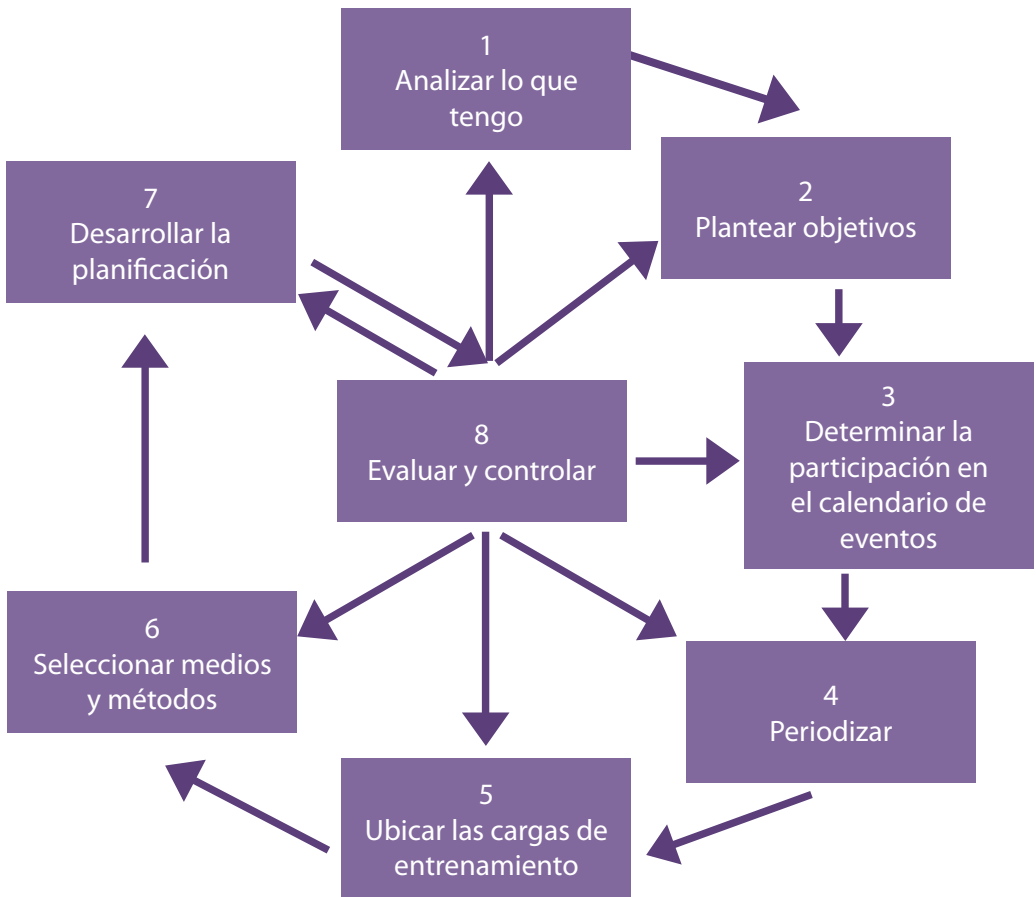 1
Analizar lo que
tengo
2
Plantear objetivos
3
Determinar la
participación en
el calendario de
eventos
4
Periodizar
5
Ubicar las cargas de
entrenamiento
6
Seleccionar medios
y métodos
7
Desarrollar la
planificación
8
Evaluar y controlar